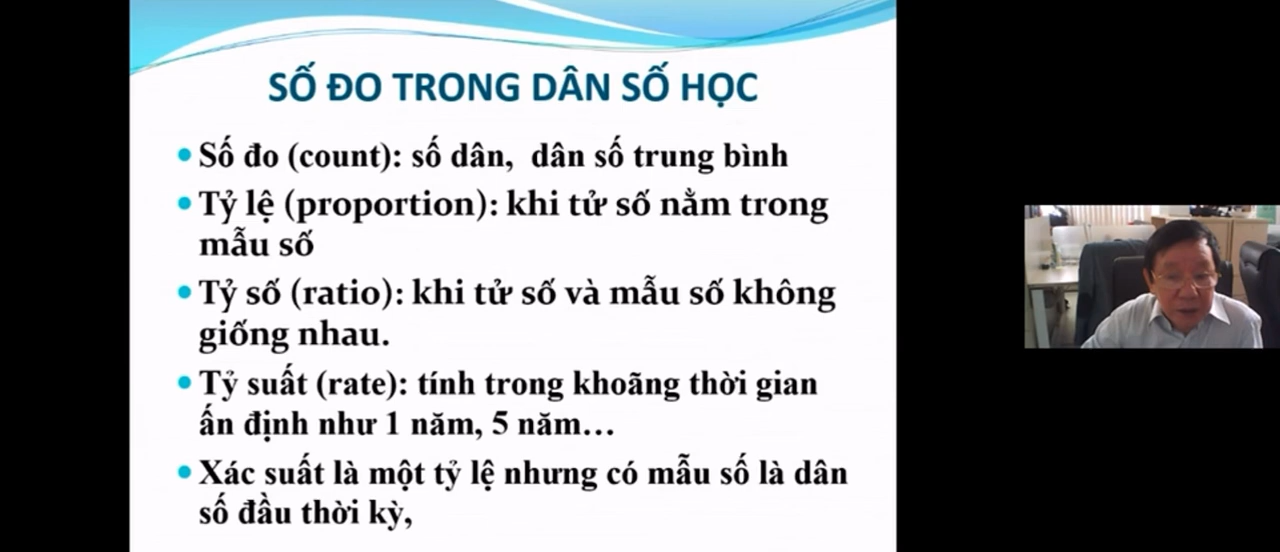 SỐ ĐO TRONG DÂN SỐ HỌC
• Số đo (count): số dân, dân số trung bình
• Tỷ lệ (proportion): khi tử số nằm trong
mẫu số
• Tỷ số (ratio): khi tử số và mẫu số không
giống nhau.
• Tỷ suất (rate): tính trong khoãng thời gian
ấn định như 1 năm, 5 năm...
• Xác suất là một tỷ lệ nhưng có mẫu số là dân
số đầu thời kỳ,